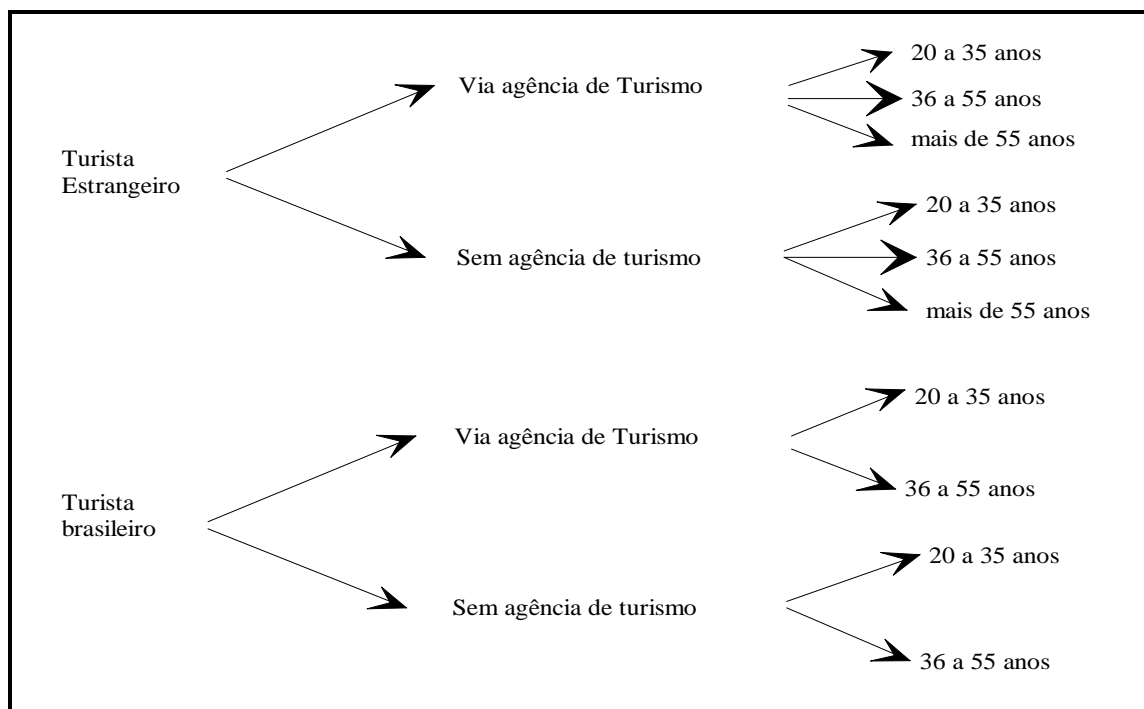 Turista
Estrangeiro
Via agência de Turismo
20 a 35 anos
36 a 55 anos
mais de 55 anos
Sem agência de turismo
20 a 35 anos
36 a 55 anos
mais de 55 anos
Turista
brasileiro
Via agência de Turismo
20 a 35 anos
36 a 55 anos
Sem agência de turismo
20 a 35 anos
36 a 55 anos